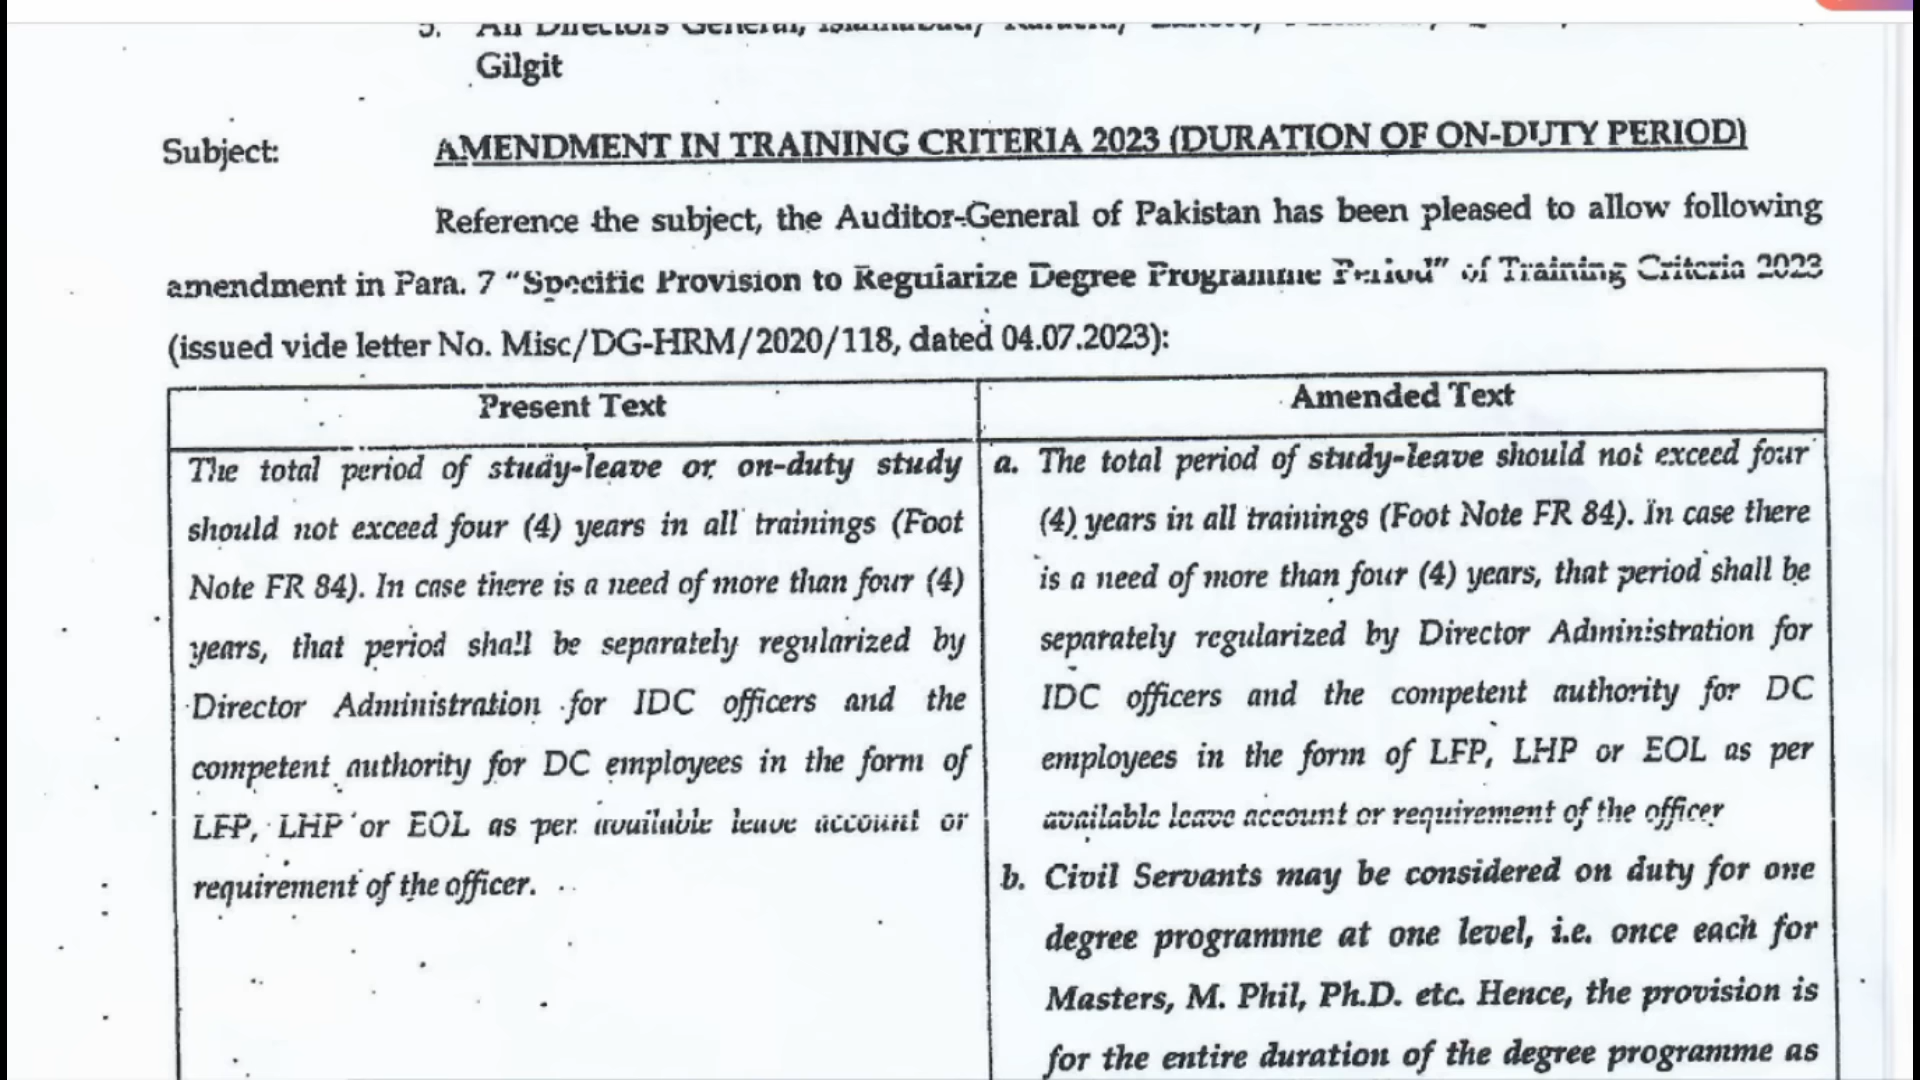 5. All Directors General, Islamabad/ Karachi/ Lahore/
Gilgit
Subject: AMENDMENT IN TRAINING CRITERIA 2023 (DURATION OF ON-DUTY PERIOD)
Reference the subject, the Auditor-General of Pakistan has been pleased to allow following
amendment in Para. 7 “Specific Provision to Regularize Degree Programme Period” of Training Criteria 2023
(issued vide letter No. Misc/DG-HRM/2020/118, dated 04.07.2023):
Present Text
The total period of study-leave or on-duty study
should not exceed four (4) years in all trainings (Foot
Note FR 84). In case there is a need of more than four (4)
years, that period shall be separately regularized by
Director Administration for IDC officers and the
competent authority for DC employees in the form of
LFP, LHP or EOL as per available leave account or
requirement of the officer.
Amended Text
a. The total period of study-leave should not exceed four
(4) years in all trainings (Foot Note FR 84). In case there
is a need of more than four (4) years, that period shall be
separately regularized by Director Administration for
IDC officers and the competent authority for DC
employees in the form of LFP, LHP or EOL as per
available leave account or requirement of the officer
b. Civil Servants may be considered on duty for one
degree programme at one level, i.e. once each for
Masters, M. Phil, Ph.D. etc. Hence, the provision is
for the entire duration of the degree programme as